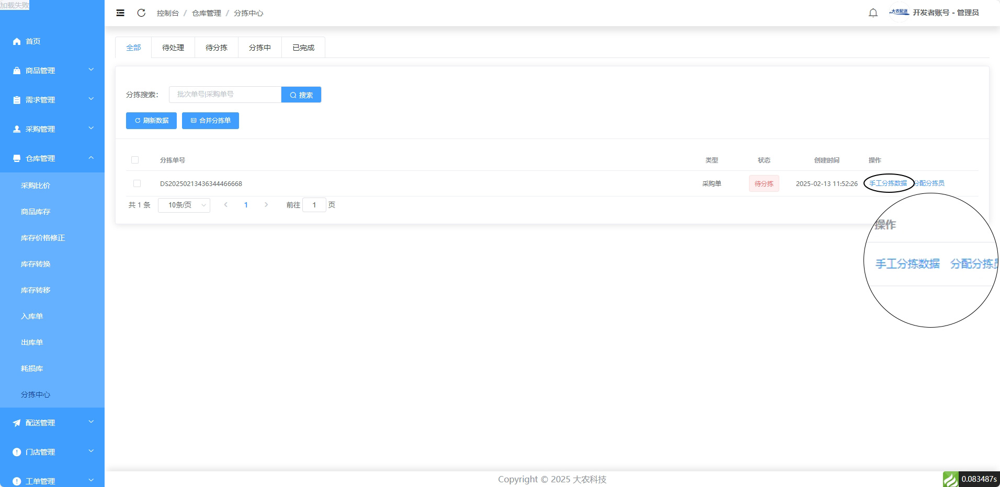 加载失败
控制台 / 仓库管理 / 分拣中心
大农配送 开发者账号 - 管理员
首页
商品管理
需求管理
采购管理
仓库管理
采购比价
商品库存
库存价格修正
库存转换
库存转移
入库单
出库单
耗损库
分拣中心
配送管理
门店管理
工单管理
全部 待处理 待分拣 分拣中 已完成
分拣搜索： 批次单号|采购单号 搜索
刷新数据 合并分拣单
分拣单号 类型 状态 创建时间 操作
DS20250213436344466668 采购单 待分拣 2025-02-13 11:52:26 手工分拣数据 分配分拣员
共 1 条 10条/页 1 前往 1 页
操作
手工分拣数据 分配分拣员
Copyright © 2025 大农科技
0.083487s